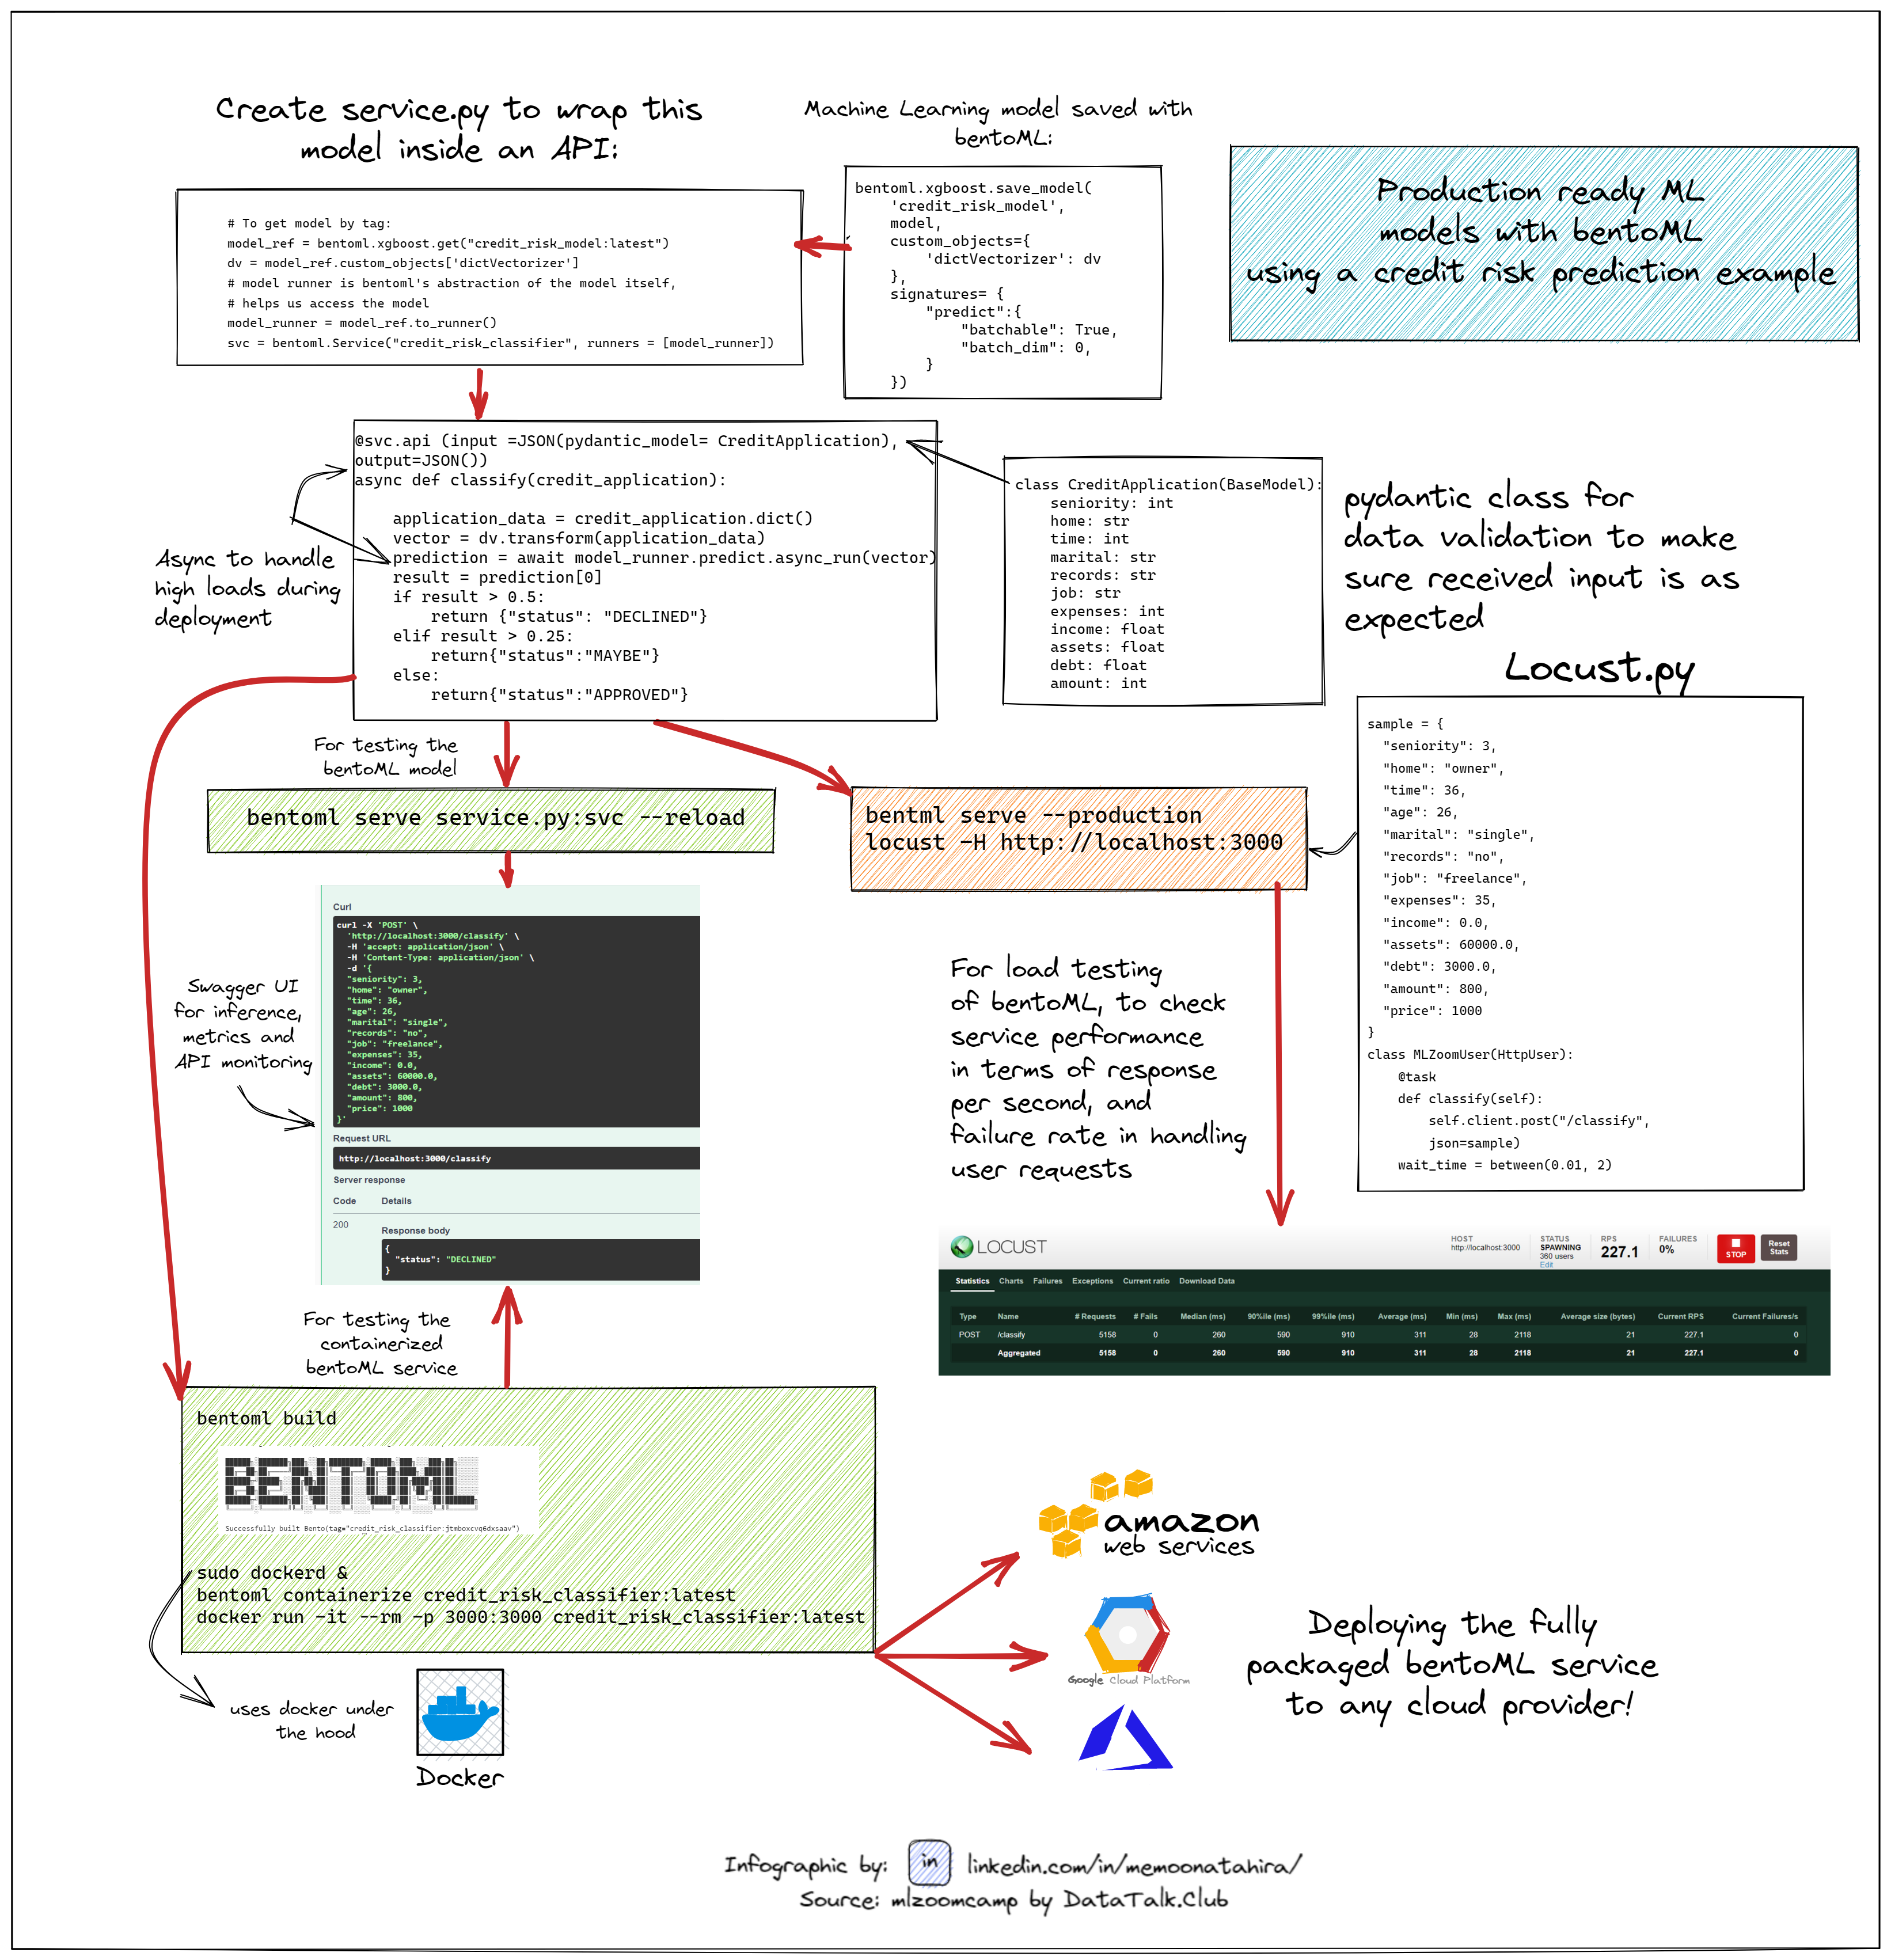 Create service.py to wrap this
model inside an API:
Machine Learning model saved with
bentoML:
Production ready ML
models with bentoML
using a credit risk prediction example
# To get model by tag:
model_ref = bentoml.xgboost.get("credit_risk_model:latest")
dv = model_ref.custom_objects['dictVectorizer']
# model runner is bentoml's abstraction of the model itself,
# helps us access the model
model_runner = model_ref.to_runner()
svc = bentoml.Service("credit_risk_classifier", runners = [model_runner])
bentoml.xgboost.save_model(
'credit_risk_model',
model,
custom_objects={
'dictVectorizer': dv
},
signatures= {
"predict":{
"batchable": True,
"batch_dim": 0,
}
})
@svc.api (input =JSON(pydantic_model= CreditApplication),
output=JSON())
async def classify(credit_application):
application_data = credit_application.dict()
vector = dv.transform(application_data)
prediction = await model_runner.predict.async_run(vector)
result = prediction[0]
if result > 0.5:
return {"status": "DECLINED"}
elif result > 0.25:
return{"status":"MAYBE"}
else:
return{"status":"APPROVED"}
Async to handle
high loads during
deployment
class CreditApplication(BaseModel):
seniority: int
home: str
time: int
marital: str
records: str
job: str
expenses: int
income: float
assets: float
debt: float
amount: int
pydantic class for
data validation to make
sure received input is as
expected
Locust.py
sample = {
"seniority": 3,
"home": "owner",
"time": 36,
"age": 26,
"marital": "single",
"records": "no",
"job": "freelance",
"expenses": 35,
"income": 0.0,
"assets": 60000.0,
"debt": 3000.0,
"amount": 800,
"price": 1000
}
class MLZoomUser(HttpUser):
@task
def classify(self):
self.client.post("/classify",
json=sample)
wait_time = between(0.01, 2)
For testing the
bentoML model
bentoml serve service.py:svc --reload
bentml serve --production
locust -H http://localhost:3000
Curl
curl -X 'POST' \
'http://localhost:3000/classify' \
-H 'accept: application/json' \
-H 'Content-Type: application/json' \
-d '{
"seniority": 3,
"home": "owner",
"time": 36,
"age": 26,
"marital": "single",
"records": "no",
"job": "freelance",
"expenses": 35,
"income": 0.0,
"assets": 60000.0,
"debt": 3000.0,
"amount": 800,
"price": 1000
}'
Request URL
http://localhost:3000/classify
Server response
Code Details
200
Response body
{
"status": "DECLINED"
}
Swagger UI
for inference,
metrics and
API monitoring
For load testing
of bentoML, to check
service performance
in terms of response
per second, and
failure rate in handling
user requests
LOCUST
HOST
http://localhost:3000
STATUS
SPAWNING
360 users
Edit
RPS
227.1
FAILURES
0%
STOP
Reset
Stats
Statistics Charts Failures Exceptions Current ratio Download Data
Type Name # Requests # Fails Median (ms) 90%ile (ms) 99%ile (ms) Average (ms) Min (ms) Max (ms) Average size (bytes) Current RPS Current Failures/s
POST /classify 5158 0 260 590 910 311 28 2118 21 227.1 0
Aggregated 5158 0 260 590 910 311 28 2118 21 227.1 0
For testing the
containerized
bentoML service
bentoml build
BENTOML
Successfully built Bento(tag="credit_risk_classifier:jtmboxcvq6dxsaav")
sudo dockerd &
bentoml containerize credit_risk_classifier:latest
docker run -it --rm -p 3000:3000 credit_risk_classifier:latest
uses docker under
the hood
Docker
amazon
web services
Google Cloud Platform
Deploying the fully
packaged bentoML service
to any cloud provider!
Infographic by: in linkedin.com/in/memoonatahira/
Source: mlzoomcamp by DataTalk.Club